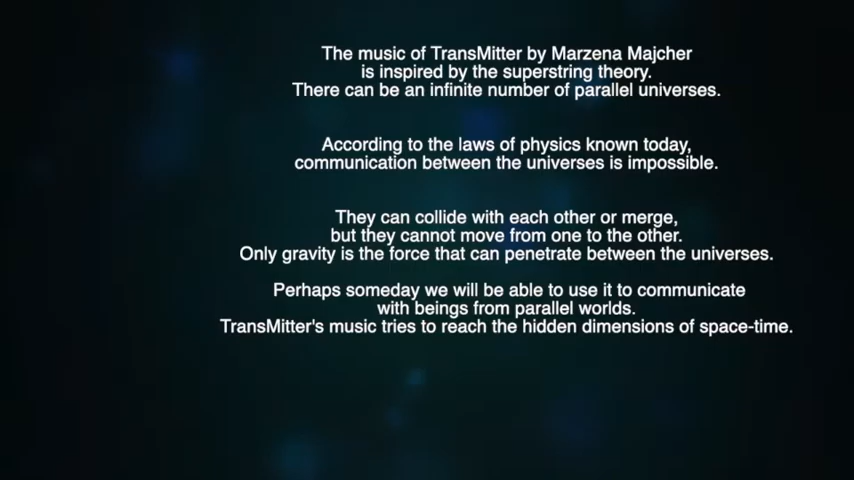 The music of TransMitter by Marzena Majcher
is inspired by the superstring theory.
There can be an infinite number of parallel universes.
According to the laws of physics known today,
communication between the universes is impossible.
They can collide with each other or merge,
but they cannot move from one to the other.
Only gravity is the force that can penetrate between the universes.
Perhaps someday we will be able to use it to communicate
with beings from parallel worlds.
TransMitter's music tries to reach the hidden dimensions of space-time.